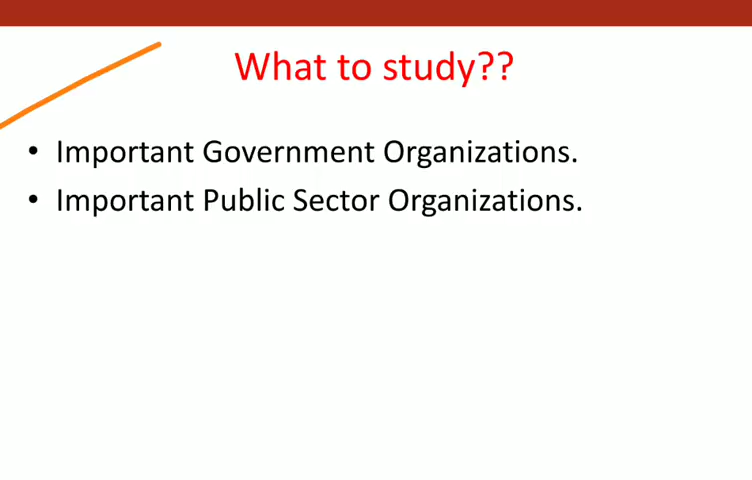 What to study??
• Important Government Organizations.
• Important Public Sector Organizations.